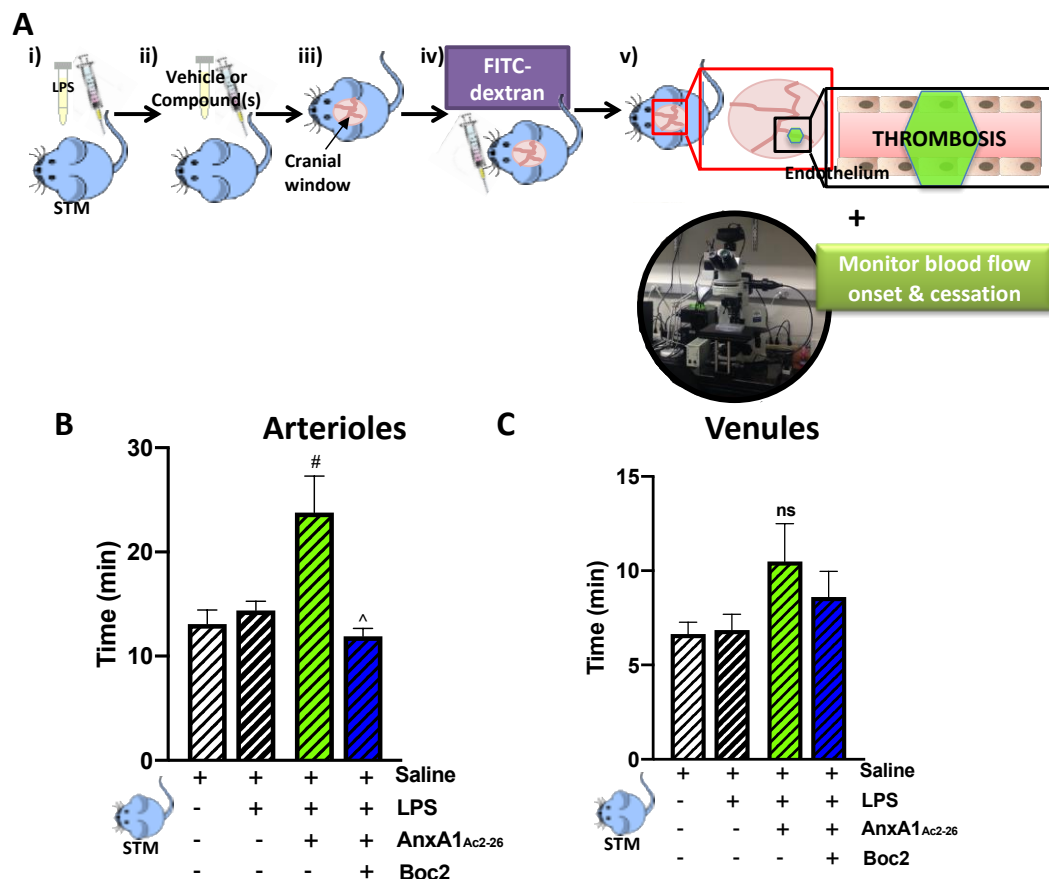 A
i)
LPS
STM
ii)
Vehicle or
Compound(s)
iii)
Cranial
window
iv)
FITC-
dextran
v)
THROMBOSIS
Endothelium
+
Monitor blood flow
onset & cessation
B
Arterioles
Time (min)
30
20
10
0
#
^
+ + + + Saline
- + + + LPS
- - + + AnxA1Ac2-26
- - - + Boc2
STM
C
Venules
Time (min)
15
10
5
0
ns
+ + + + Saline
- + + + LPS
- - + + AnxA1Ac2-26
- - - + Boc2
STM